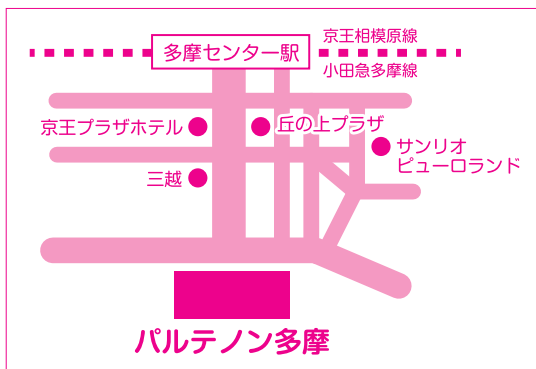 京王相模原線
多摩センター駅
小田急多摩線
京王プラザホテル
丘の上プラザ
サンリオ
ピューロランド
三越
パルテノン多摩